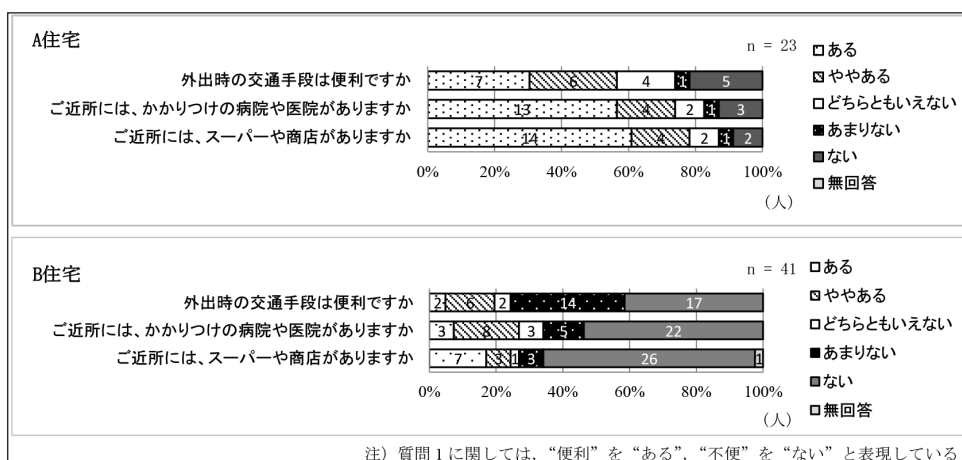 A住宅
n = 23
外出時の交通手段は便利ですか
7 6 4 1 5
ご近所には、かかりつけの病院や医院がありますか
13 4 2 1 3
ご近所には、スーパーや商店がありますか
14 4 2 1 2
0% 20% 40% 60% 80% 100%
(人)
ある
ややある
どちらともいえない
あまりない
ない
無回答
B住宅
n = 41
外出時の交通手段は便利ですか
2 6 2 14 17
ご近所には、かかりつけの病院や医院がありますか
3 8 3 5 22
ご近所には、スーパーや商店がありますか
7 3 1 3 26 1
0% 20% 40% 60% 80% 100%
(人)
ある
ややある
どちらともいえない
あまりない
ない
無回答
注）質問1に関しては，“便利”を“ある”，“不便”を“ない”と表現している